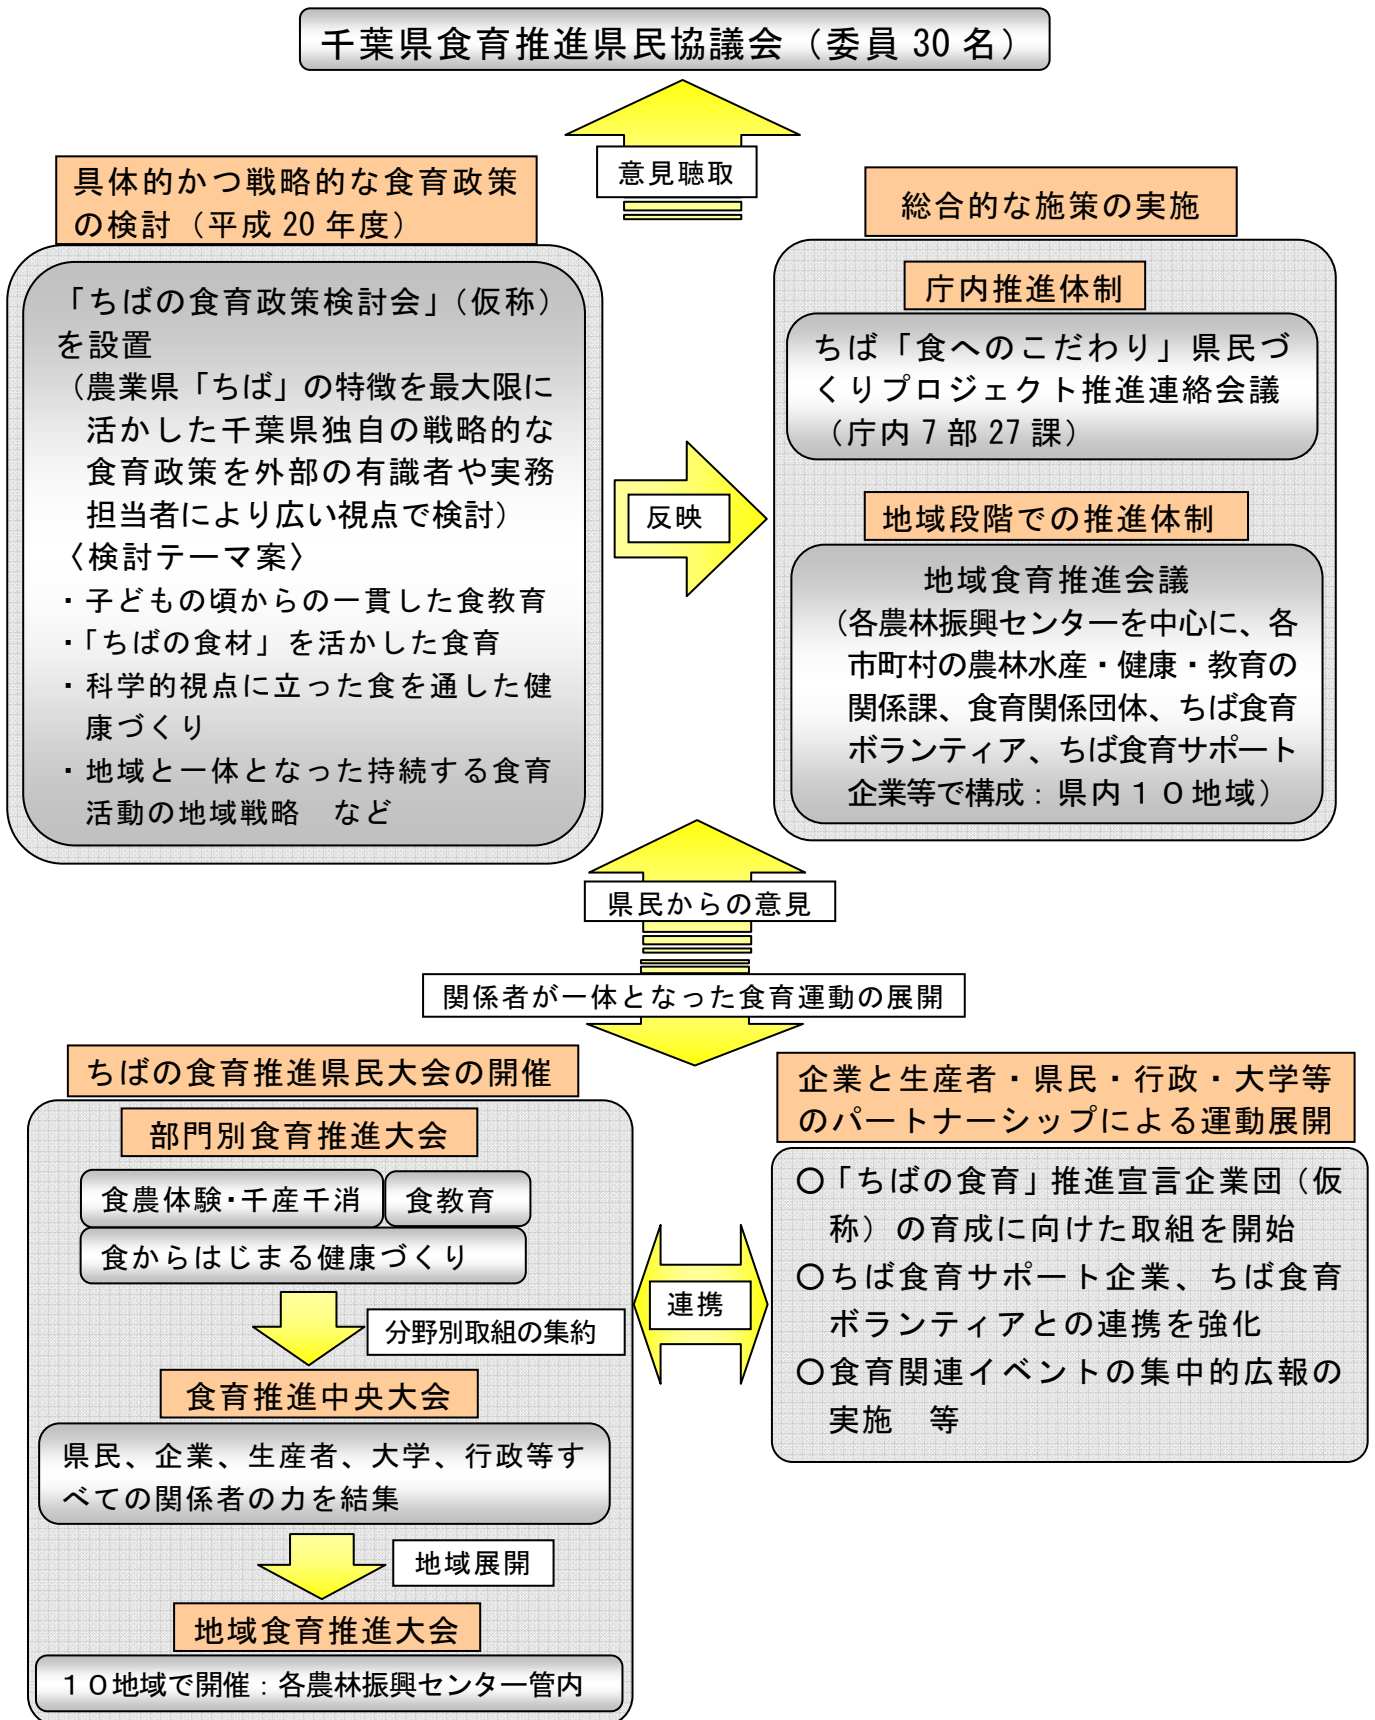 千葉県食育推進県民協議会（委員 30 名）
意見聴取
具体的かつ戦略的な食育政策
の検討（平成 20 年度）
「ちばの食育政策検討会」（仮称）
を設置
（農業県「ちば」の特徴を最大限に
活かした千葉県独自の戦略的な
食育政策を外部の有識者や実務
担当者により広い視点で検討）
〈検討テーマ案〉
・子どもの頃からの一貫した食教育
・「ちばの食材」を活かした食育
・科学的視点に立った食を通した健
康づくり
・地域と一体となった持続する食育
活動の地域戦略　など
反映
総合的な施策の実施
庁内推進体制
ちば「食へのこだわり」県民づ
くりプロジェクト推進連絡会議
（庁内 7 部 27 課）
地域段階での推進体制
地域食育推進会議
（各農林振興センターを中心に、各
市町村の農林水産・健康・教育の
関係課、食育関係団体、ちば食育
ボランティア、ちば食育サポート
企業等で構成：県内１０地域）
県民からの意見
関係者が一体となった食育運動の展開
ちばの食育推進県民大会の開催
部門別食育推進大会
食農体験・千産千消
食教育
食からはじまる健康づくり
分野別取組の集約
食育推進中央大会
県民、企業、生産者、大学、行政等す
べての関係者の力を結集
地域展開
地域食育推進大会
１０地域で開催：各農林振興センター管内
連携
企業と生産者・県民・行政・大学等
のパートナーシップによる運動展開
○「ちばの食育」推進宣言企業団（仮
称）の育成に向けた取組を開始
○ちば食育サポート企業、ちば食育
ボランティアとの連携を強化
○食育関連イベントの集中的広報の
実施　等